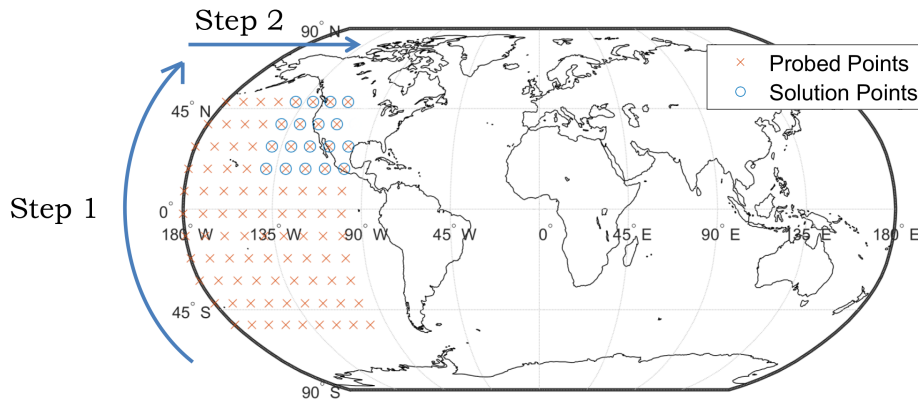 Step 2
90° N
× Probed Points
○ Solution Points
45° N
Step 1
0°
180° W 135° W 90° W 45° W 0° 45° E 90° E 135° E 180° E
45° S
90° S